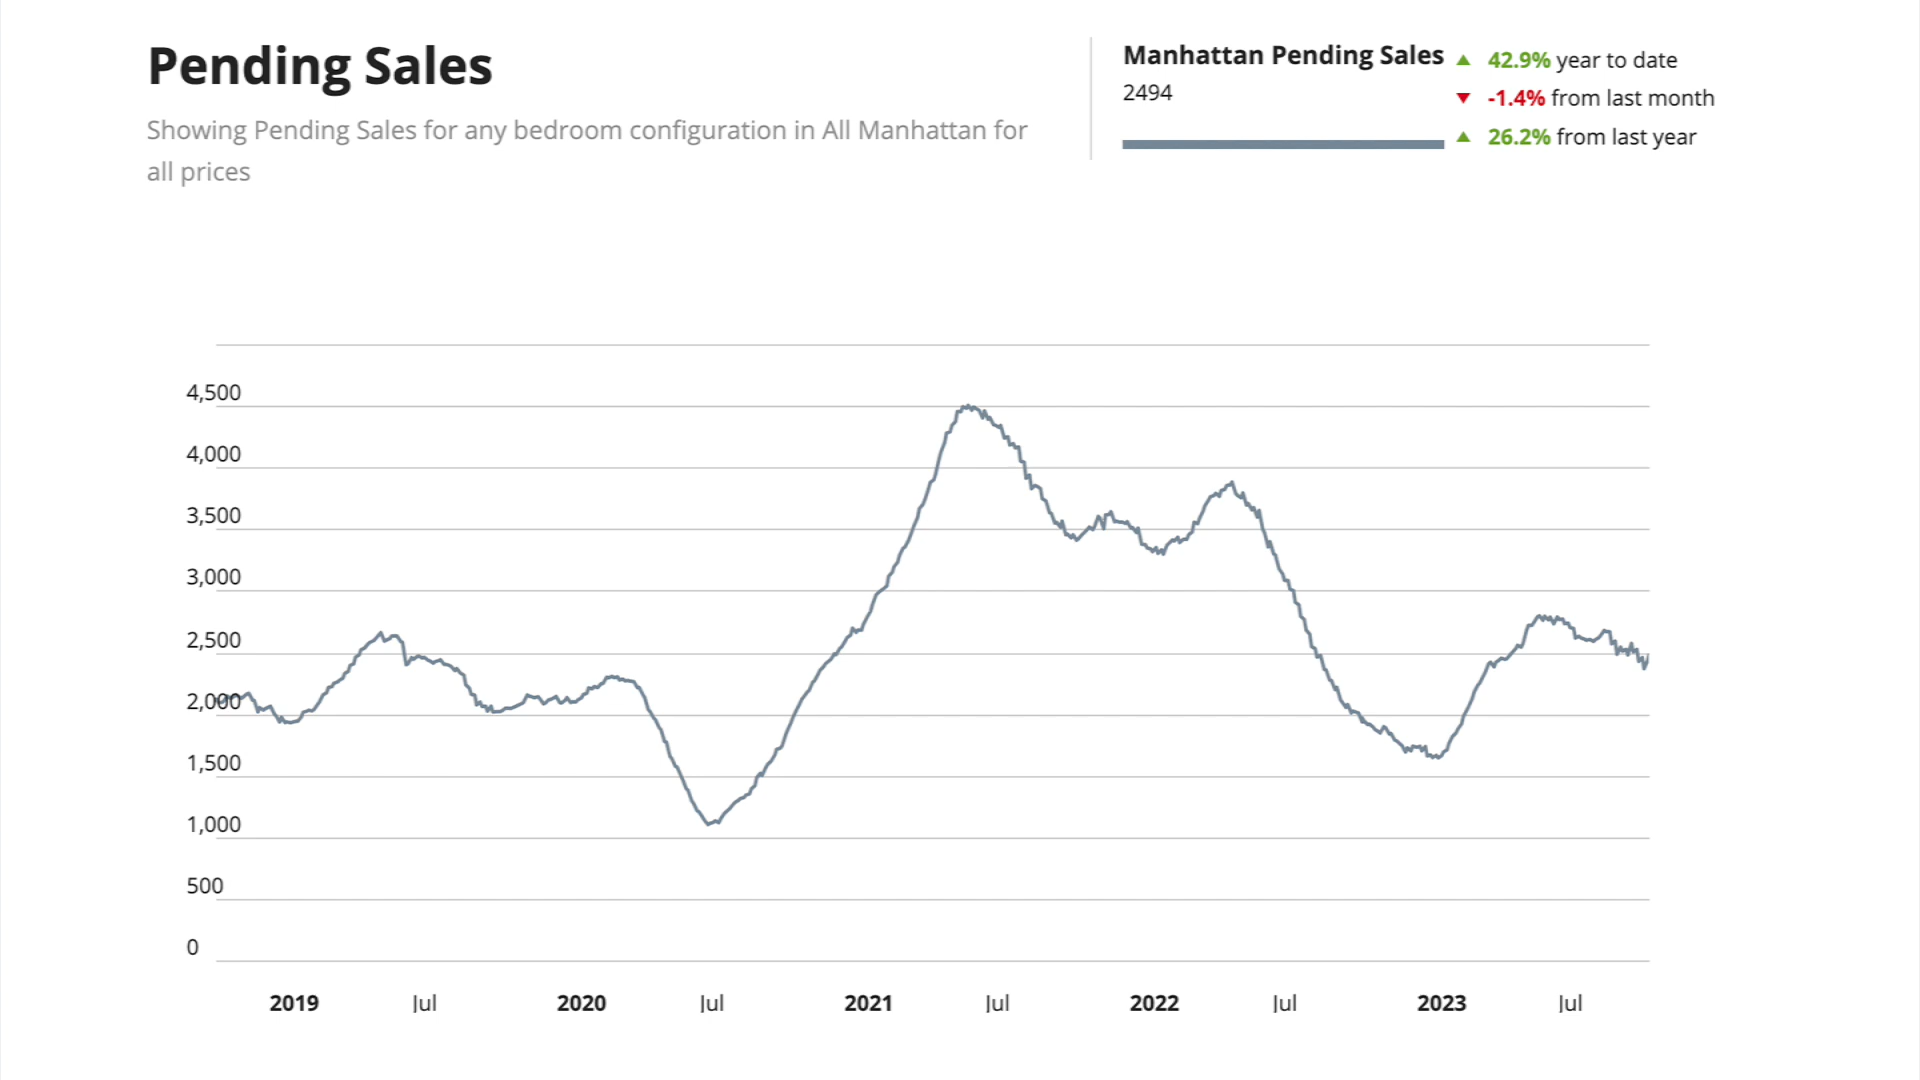 Pending Sales
Showing Pending Sales for any bedroom configuration in All Manhattan for
all prices
Manhattan Pending Sales
2494
▲ 42.9% year to date
▼ -1.4% from last month
▲ 26.2% from last year
4,500
4,000
3,500
3,000
2,500
2,000
1,500
1,000
500
0
2019 Jul 2020 Jul 2021 Jul 2022 Jul 2023 Jul